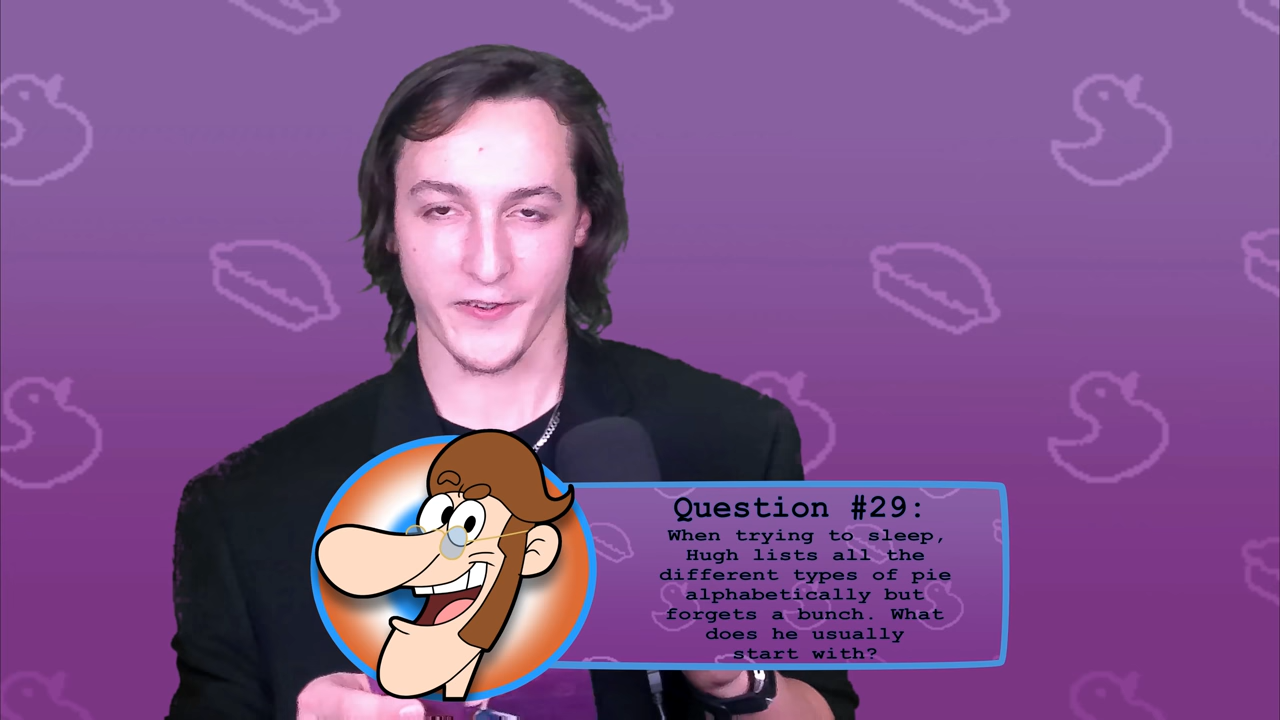 Question #29:
When trying to sleep,
Hugh lists all the
different types of pie
alphabetically but
forgets a bunch. What
does he usually
start with?